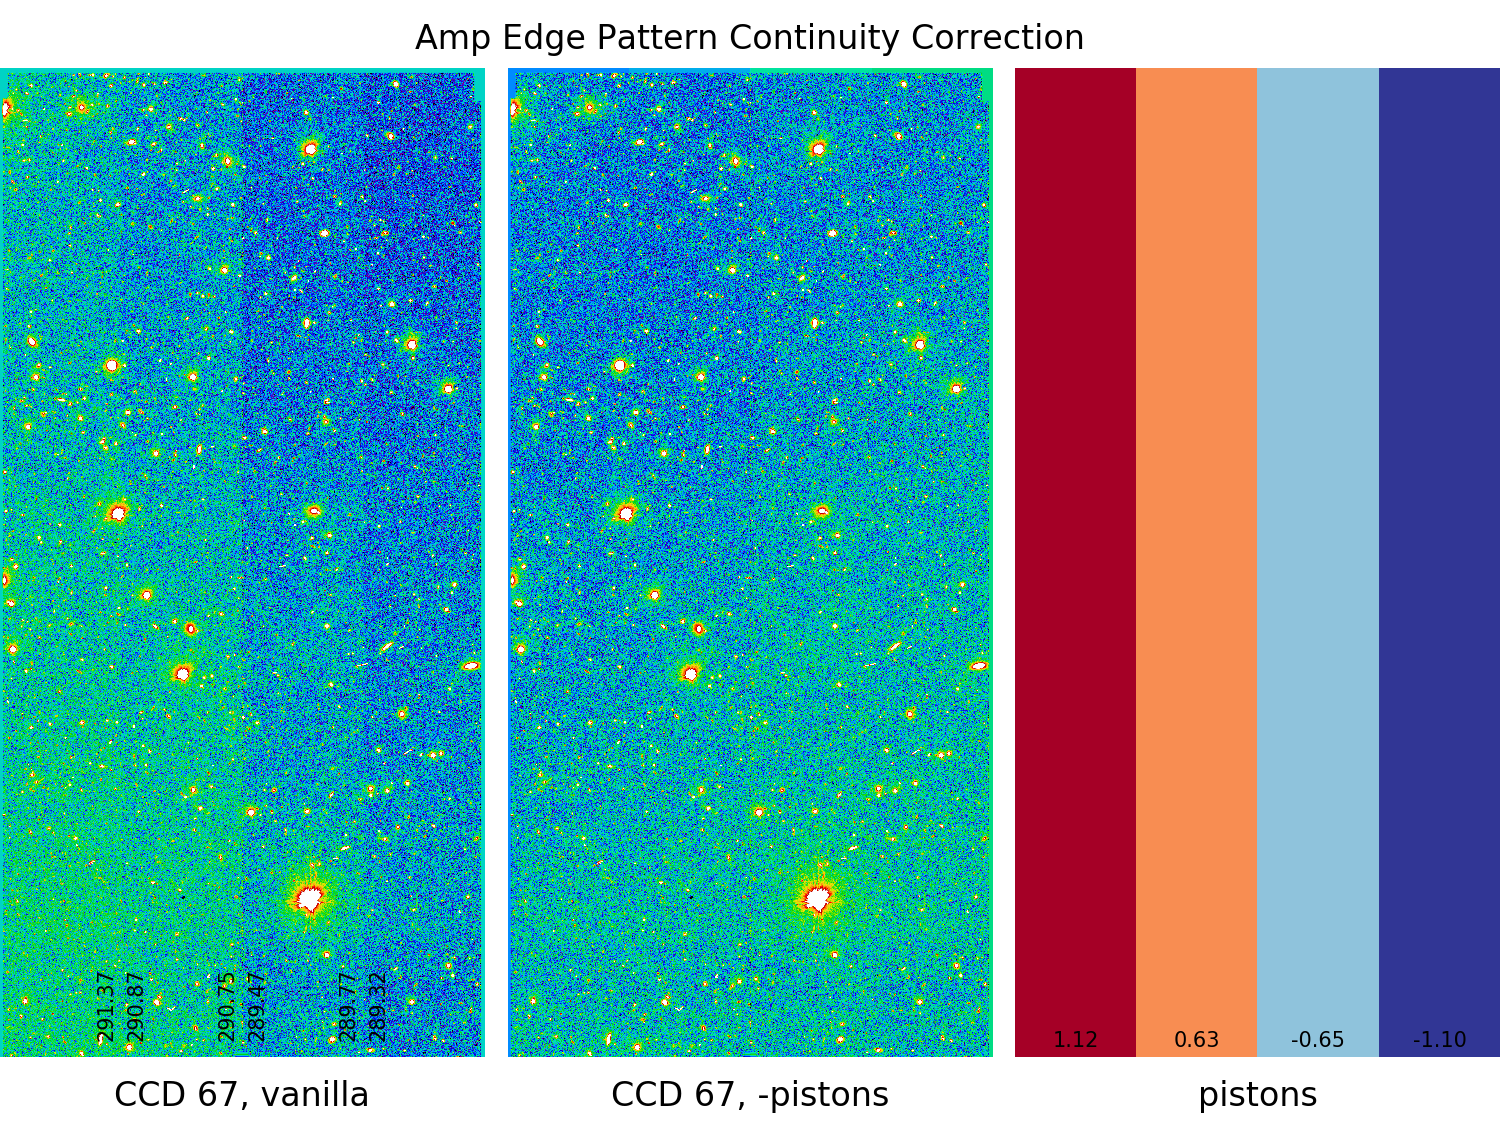 Amp Edge Pattern Continuity Correction
291.37
290.87
290.75
289.47
289.77
289.32
1.12 0.63 -0.65 -1.10
CCD 67, vanilla CCD 67, -pistons pistons